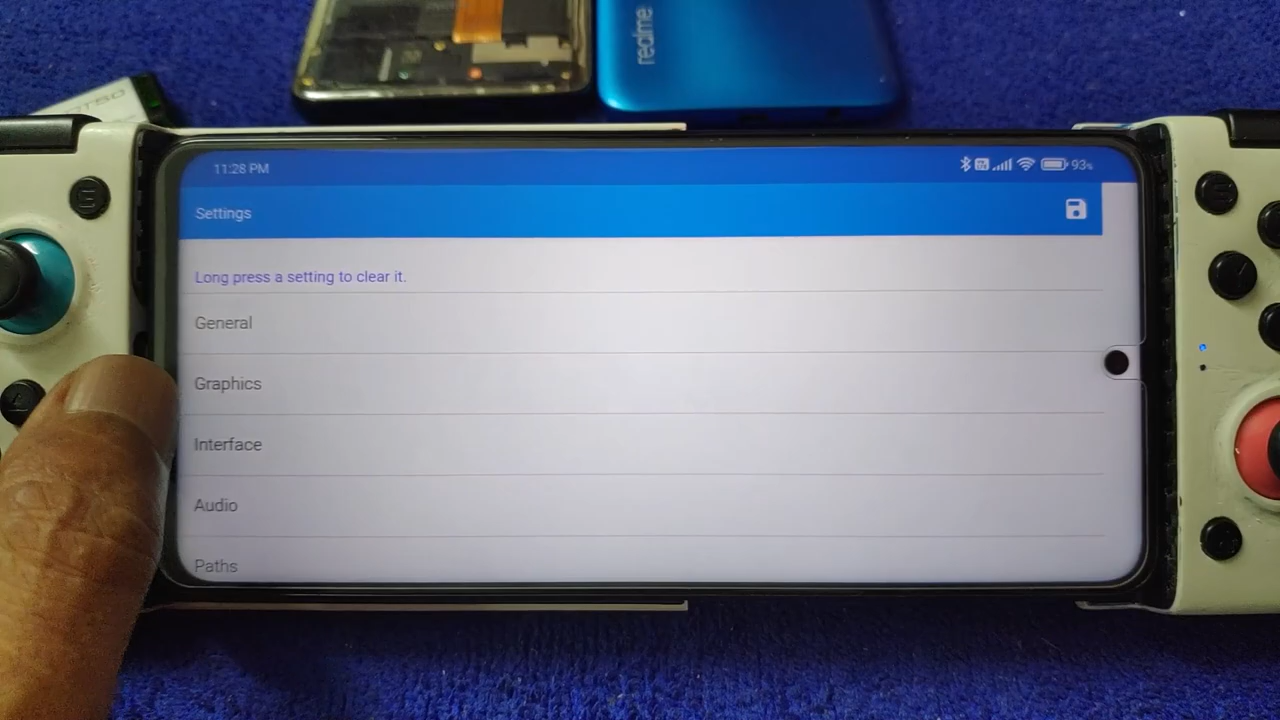 realme
11:28 PM
93%
Settings
Long press a setting to clear it.
General
Graphics
Interface
Audio
Paths